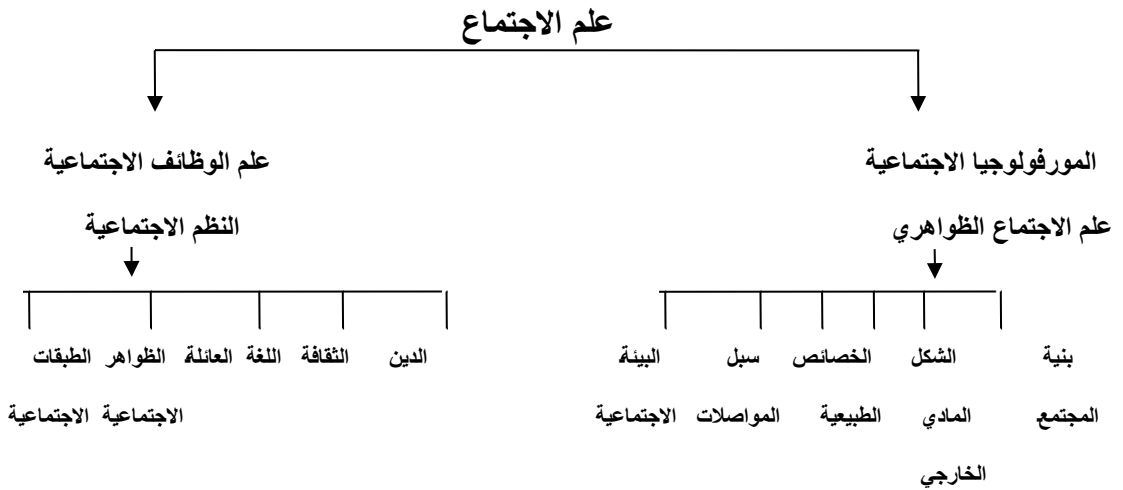 علم الاجتماع
المورفولوجيا الاجتماعية
علم الاجتماع الظواهري
بنية المجتمع
الشكل المادي الخارجي
الخصائص الطبيعية
سبل المواصلات
البيئة الاجتماعية
علم الوظائف الاجتماعية
النظم الاجتماعية
الدين
الثقافة
اللغة
العائلة
الظواهر الاجتماعية
الطبقات الاجتماعية